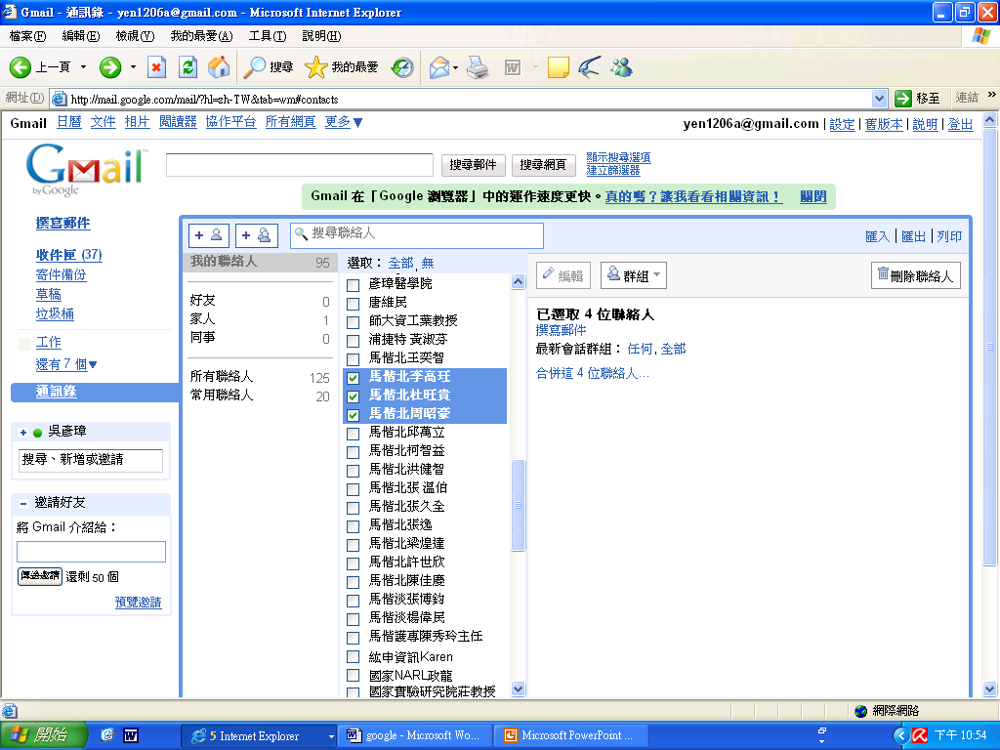 Gmail - 通訊錄 - yen1206a@gmail.com - Microsoft Internet Explorer
檔案(F) 編輯(E) 檢視(V) 我的最愛(A) 工具(T) 說明(H)
上一頁 搜尋 我的最愛
網址(D) http://mail.google.com/mail/?hl=zh-TW&tab=wm#contacts 移至 連結 »
Gmail 日曆 文件 相片 閱讀器 協作平台 所有網頁 更多▼ yen1206a@gmail.com | 設定 | 舊版本 | 說明 | 登出
Gmail by Google™ 搜尋郵件 搜尋網頁 顯示搜尋選項
建立篩選器
Gmail 在「Google 瀏覽器」中的運作速度更快。真的嗎？讓我看看相關資訊！ 關閉
撰寫郵件
收件匣 (37)
寄件備份
草稿
垃圾桶
工作
還有 7 個▼
通訊錄
+ 吳彥璋
搜尋、新增或邀請
− 邀請好友
將 Gmail 介紹給：
傳送邀請 還剩 50 個
預覽邀請
+ + 搜尋聯絡人 匯入 | 匯出 | 列印
我的聯絡人 95
好友 0
家人 1
同事 0
所有聯絡人 125
常用聯絡人 20
選取： 全部, 無
彥璋醫學院
唐維民
師大資工葉教授
浦捷特 黃淑芬
馬偕北王奕智
馬偕北李高玨
馬偕北杜旺貴
馬偕北周昭豪
馬偕北邱萬立
馬偕北柯智益
馬偕北洪健智
馬偕北張 溫伯
馬偕北張久全
馬偕北張逸
馬偕北梁煌達
馬偕北許世欣
馬偕北陳佳慶
馬偕淡張博鈞
馬偕淡楊偉民
馬偕護專陳秀玲主任
紘申資訊Karen
國家NARL政龍
國家實驗研究院莊教授
編輯 群組 刪除聯絡人
已選取 4 位聯絡人
撰寫郵件
最新會話群組： 任何, 全部
合併這 4 位聯絡人...
網際網路
開始 5 Internet Explorer google - Microsoft Wo... Microsoft PowerPoint ... 下午 10:54